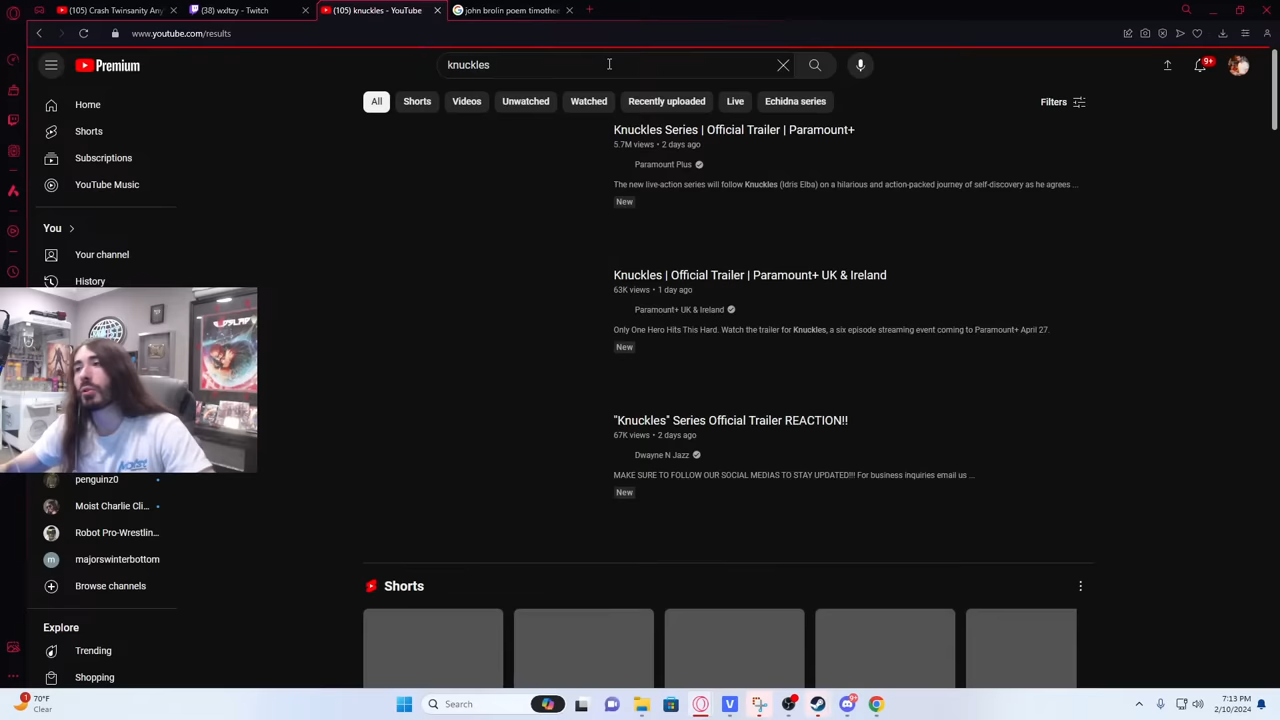 (105) Crash Twinsanity Any
(38) wxltzy - Twitch
(105) knuckles - YouTube
john brolin poem timothee
www.youtube.com/results
Premium
knuckles
9+
All
Shorts
Videos
Unwatched
Watched
Recently uploaded
Live
Echidna series
Filters
Home
Shorts
Subscriptions
YouTube Music
You
Your channel
History
penguinz0
Moist Charlie Cli...
Robot Pro-Wrestlin...
m
majorswinterbottom
Browse channels
Explore
Trending
Shopping
Knuckles Series | Official Trailer | Paramount+
5.7M views • 2 days ago
Paramount Plus
The new live-action series will follow Knuckles (Idris Elba) on a hilarious and action-packed journey of self-discovery as he agrees ...
New
Knuckles | Official Trailer | Paramount+ UK & Ireland
63K views • 1 day ago
Paramount+ UK & Ireland
Only One Hero Hits This Hard. Watch the trailer for Knuckles, a six episode streaming event coming to Paramount+ April 27.
New
"Knuckles" Series Official Trailer REACTION!!
67K views • 2 days ago
Dwayne N Jazz
MAKE SURE TO FOLLOW OUR SOCIAL MEDIAS TO STAY UPDATED!!! For business inquiries email us ...
New
Shorts
1
70°F
Clear
Search
9+
7:13 PM
2/10/2024